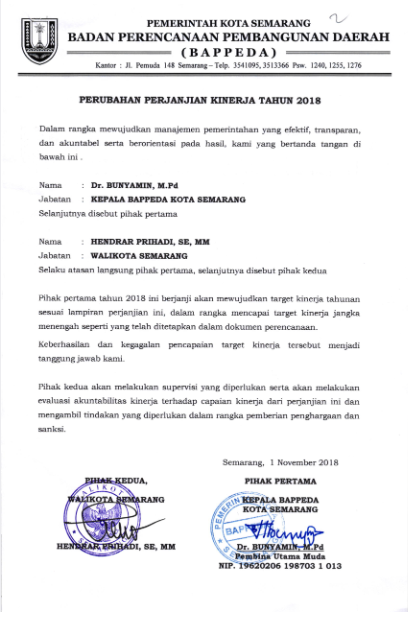 PEMERINTAH KOTA SEMARANG
BADAN PERENCANAAN PEMBANGUNAN DAERAH
( BAPPEDA )
Kantor : Jl. Pemuda 148 Semarang – Telp. 3541095, 3513366 Psw. 1240, 1255, 1276
2
PERUBAHAN PERJANJIAN KINERJA TAHUN 2018
Dalam rangka mewujudkan manajemen pemerintahan yang efektif, transparan,
dan akuntabel serta berorientasi pada hasil, kami yang bertanda tangan di
bawah ini .
Nama : Dr. BUNYAMIN, M.Pd
Jabatan : KEPALA BAPPEDA KOTA SEMARANG
Selanjutnya disebut pihak pertama
Nama : HENDRAR PRIHADI, SE, MM
Jabatan : WALIKOTA SEMARANG
Selaku atasan langsung pihak pertama, selanjutnya disebut pihak kedua
Pihak pertama tahun 2018 ini berjanji akan mewujudkan target kinerja tahunan
sesuai lampiran perjanjian ini, dalam rangka mencapai target kinerja jangka
menengah seperti yang telah ditetapkan dalam dokumen perencanaan.
Keberhasilan dan kegagalan pencapaian target kinerja tersebut menjadi
tanggung jawab kami.
Pihak kedua akan melakukan supervisi yang diperlukan serta akan melakukan
evaluasi akuntabilitas kinerja terhadap capaian kinerja dari perjanjian ini dan
mengambil tindakan yang diperlukan dalam rangka pemberian penghargaan dan
sanksi.
Semarang, 1 November 2018
PIHAK KEDUA,
WALIKOTA SEMARANG
WALIKOT
HENDRAR PRIHADI, SE, MM
PIHAK PERTAMA
KEPALA BAPPEDA
KOTA SEMARANG
PEMERIN
BAPP
Dr. BUNYAMIN, M.Pd
Pembina Utama Muda
NIP. 19620206 198703 1 013